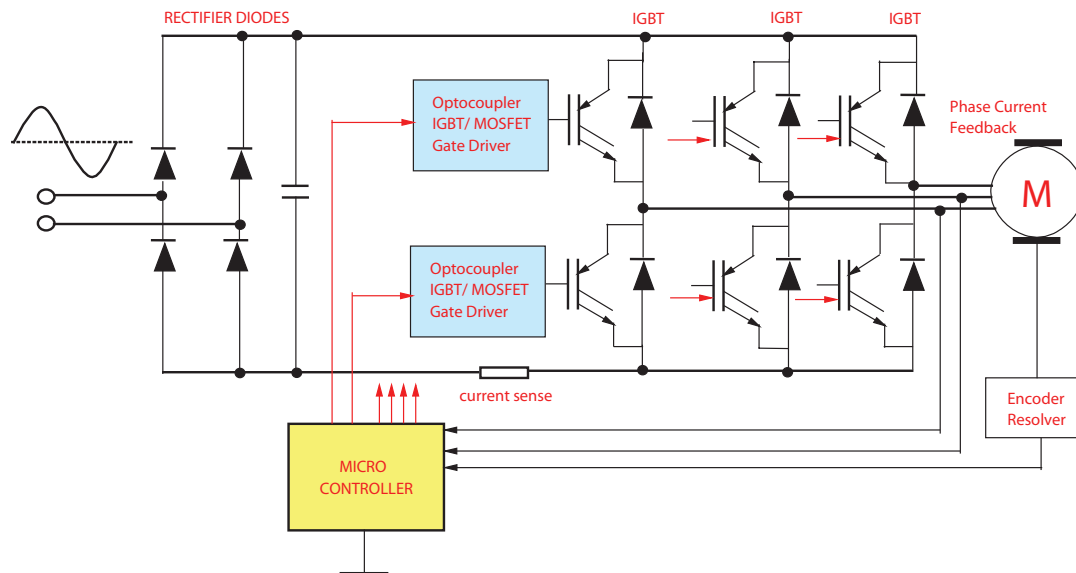 RECTIFIER DIODES
IGBT
IGBT
IGBT
Optocoupler
IGBT/ MOSFET
Gate Driver
Phase Current
Feedback
M
Optocoupler
IGBT/ MOSFET
Gate Driver
current sense
Encoder
Resolver
MICRO
CONTROLLER